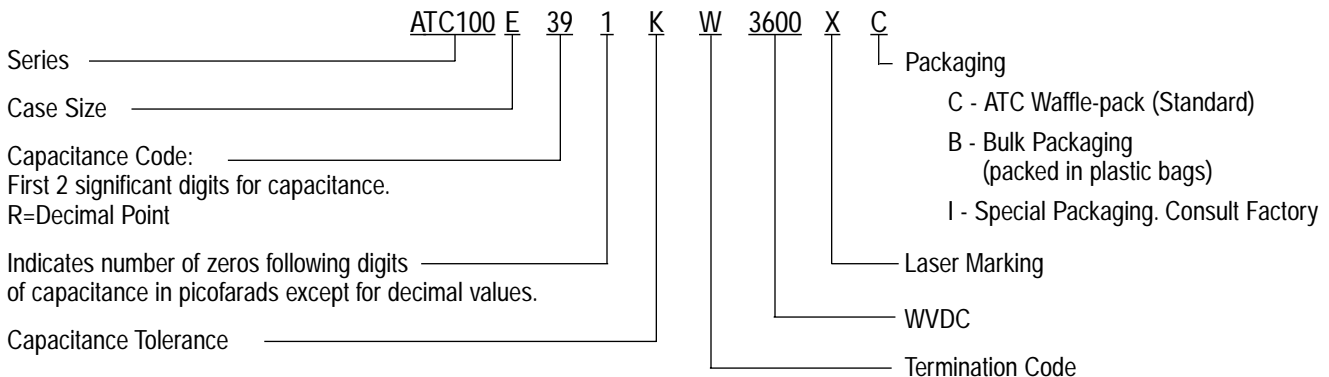 ATC100 E 39 1 K W 3600 X C
Series
Case Size
Capacitance Code:
First 2 significant digits for capacitance.
R=Decimal Point
Indicates number of zeros following digits
of capacitance in picofarads except for decimal values.
Capacitance Tolerance
Packaging
C - ATC Waffle-pack (Standard)
B - Bulk Packaging
(packed in plastic bags)
I - Special Packaging. Consult Factory
Laser Marking
WVDC
Termination Code